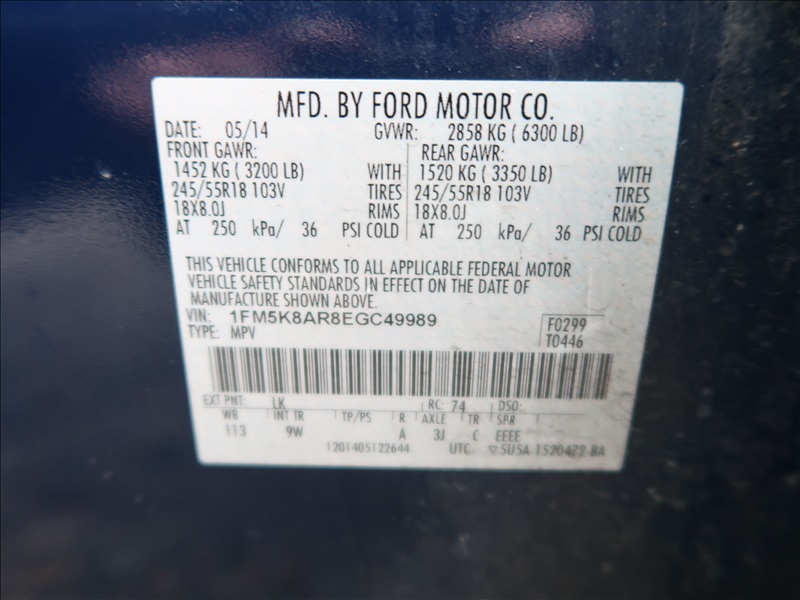 MFD. BY FORD MOTOR CO.
DATE: 05/14 GVWR: 2858 KG ( 6300 LB)
FRONT GAWR: REAR GAWR:
1452 KG ( 3200 LB) WITH 1520 KG ( 3350 LB) WITH
245/55R18 103V TIRES 245/55R18 103V TIRES
18X8.0J RIMS 18X8.0J RIMS
AT 250 kPa/ 36 PSI COLD AT 250 kPa/ 36 PSI COLD
THIS VEHICLE CONFORMS TO ALL APPLICABLE FEDERAL MOTOR
VEHICLE SAFETY STANDARDS IN EFFECT ON THE DATE OF
MANUFACTURE SHOWN ABOVE.
VIN: 1FM5K8AR8EGC49989 F0299
TYPE: MPV T0446
EXT PNT: LK RC: 74 DSO:
WB INT TR TP/PS R AXLE TR SPR
113 9W A 3J C EEEE
1201405122644 UTC ▽5U5A-1520472-BA